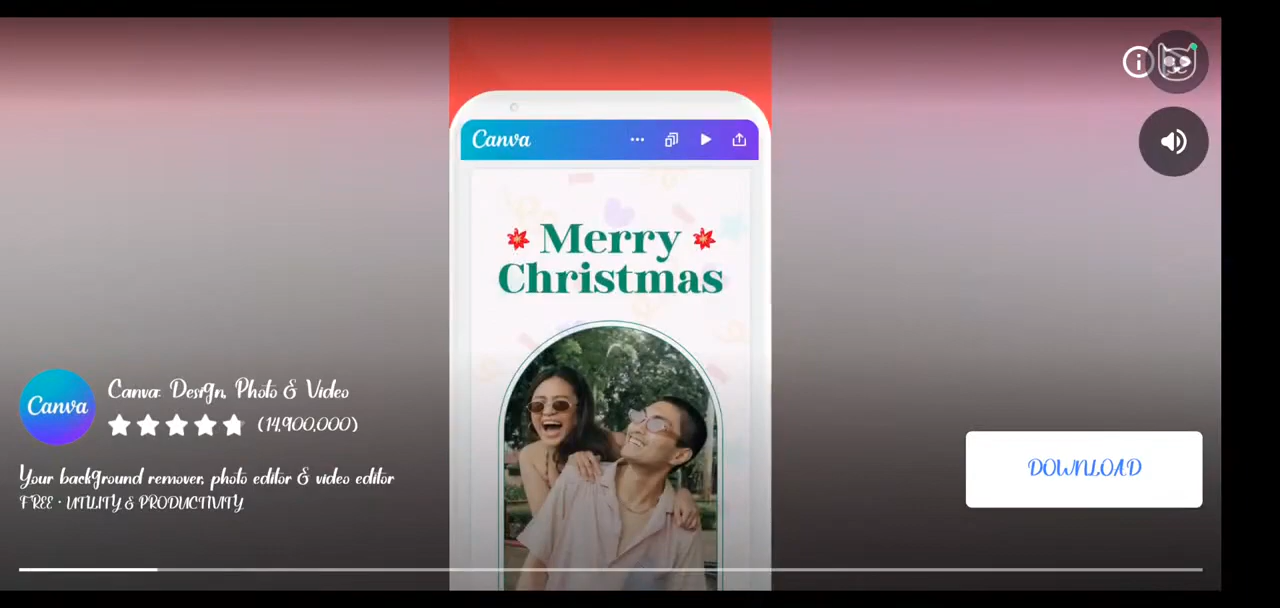 Canva
Merry
Christmas
Canva
Canva: Design, Photo & Video
(14,900,000)
Your background remover, photo editor & video editor
FREE · UTILITY & PRODUCTIVITY
DOWNLOAD